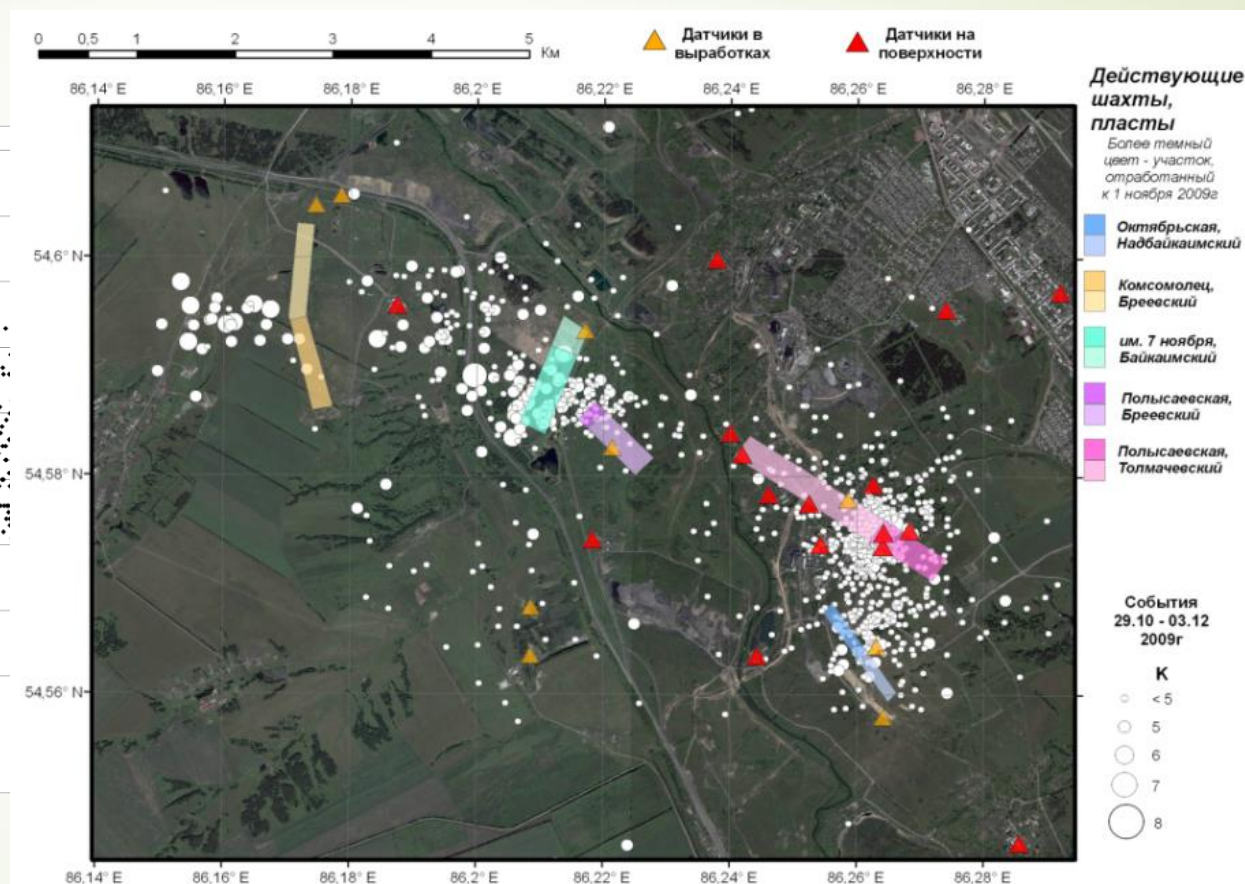 0 0,5 1 2 3 4 5
Км
Датчики в
выработках
Датчики на
поверхности
86,14° E 86,16° E 86,18° E 86,2° E 86,22° E 86,24° E 86,26° E 86,28° E
54,6° N
54,58° N
54,56° N
86,14° E 86,16° E 86,18° E 86,2° E 86,22° E 86,24° E 86,26° E 86,28° E
Действующие
шахты,
пласты
Более темный
цвет - участок,
отработанный
к 1 ноября 2009г
Октябрьская,
Надбайкаимский
Комсомолец,
Бреевский
им. 7 ноября,
Байкаимский
Полысаевская,
Бреевский
Полысаевская,
Толмачевский
События
29.10 - 03.12
2009г
К
< 5
5
6
7
8